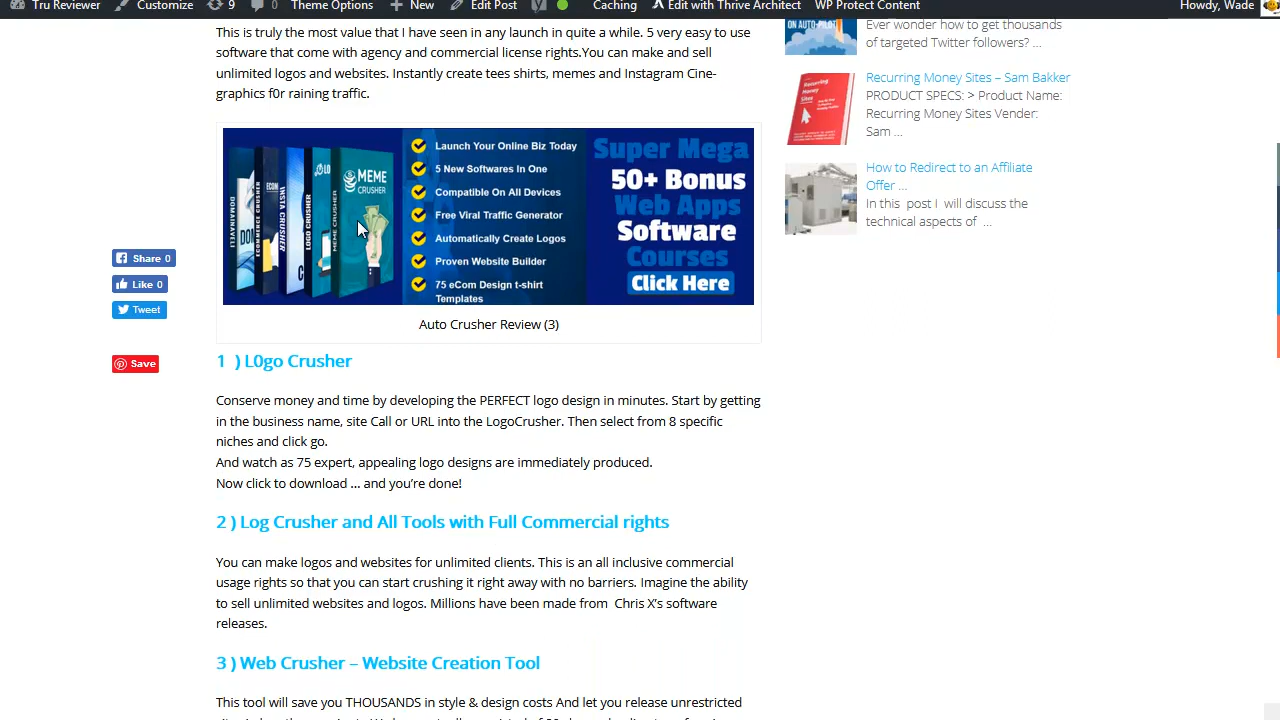 Tru Reviewer Customize 9 0 Theme Options New Edit Post Caching Edit with Thrive Architect WP Protect Content Howdy, Wade
This is truly the most value that I have seen in any launch in quite a while. 5 very easy to use
software that come with agency and commercial license rights.You can make and sell
unlimited logos and websites. Instantly create tees shirts, memes and Instagram Cine-
graphics f0r raining traffic.
LOGO CRUSHER
MEME CRUSHER
MEME
CRUSHER
Launch Your Online Biz Today
5 New Softwares In One
Compatible On All Devices
Free Viral Traffic Generator
Automatically Create Logos
Proven Website Builder
75 eCom Design t-shirt
Templates
Super Mega
50+ Bonus
Web Apps
Software
Courses
Click Here
Auto Crusher Review (3)
Share 0
Like 0
Tweet
Save
1 ) L0go Crusher
Conserve money and time by developing the PERFECT logo design in minutes. Start by getting
in the business name, site Call or URL into the LogoCrusher. Then select from 8 specific
niches and click go.
And watch as 75 expert, appealing logo designs are immediately produced.
Now click to download ... and you're done!
2 ) Log Crusher and All Tools with Full Commercial rights
You can make logos and websites for unlimited clients. This is an all inclusive commercial
usage rights so that you can start crushing it right away with no barriers. Imagine the ability
to sell unlimited websites and logos. Millions have been made from Chris X's software
releases.
3 ) Web Crusher – Website Creation Tool
This tool will save you THOUSANDS in style & design costs And let you release unrestricted
ON AUTO-PILOT!
Ever wonder how to get thousands
of targeted Twitter followers? ...
Recurring Money Sites – Sam Bakker
PRODUCT SPECS: > Product Name:
Recurring Money Sites Vender:
Sam ...
How to Redirect to an Affiliate
Offer ...
In this post I will discuss the
technical aspects of ...